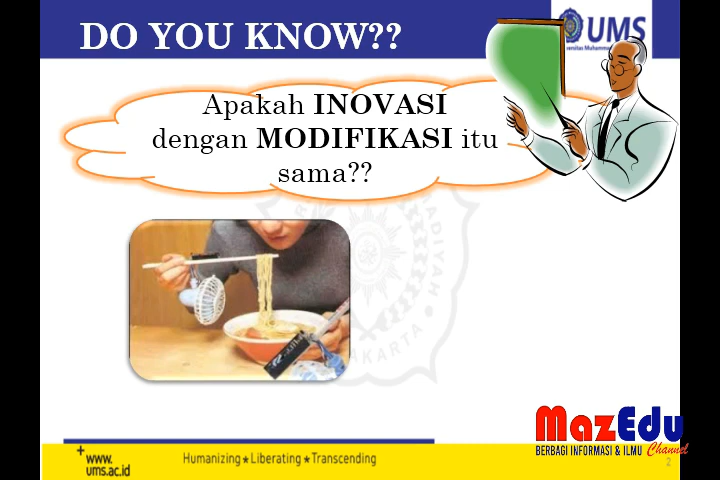 DO YOU KNOW??
UMS
Apakah INOVASI
dengan MODIFIKASI itu
sama??
MazEdu
BERBAGI INFORMASI & ILMU Channel
www.
ums.ac.id
Humanizing ★ Liberating ★ Transcending
2